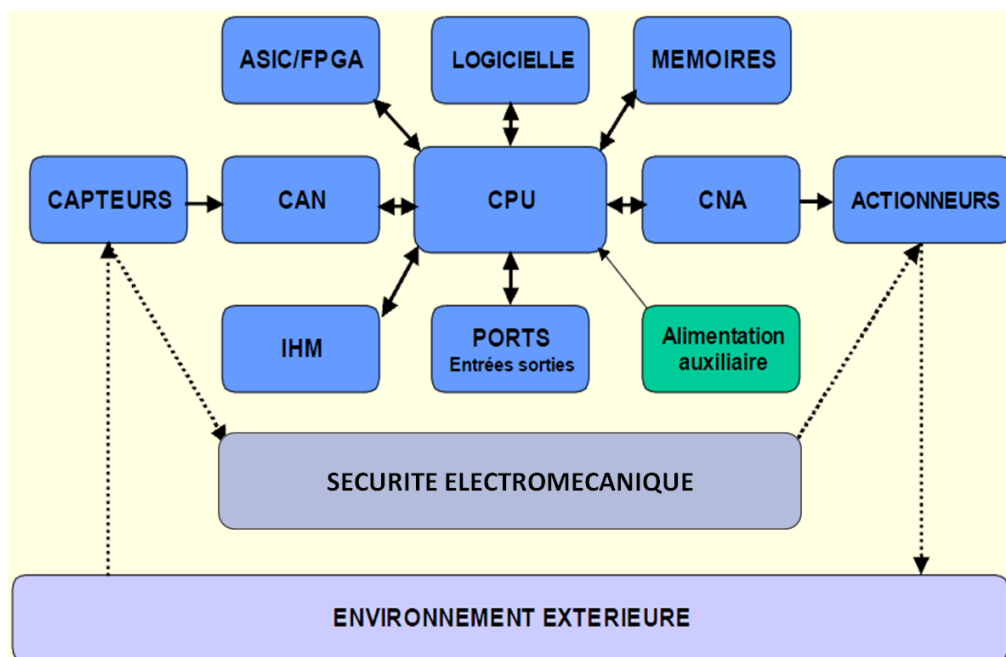 ASIC/FPGA
LOGICIELLE
MEMOIRES
CAPTEURS
CAN
CPU
CNA
ACTIONNEURS
IHM
PORTS
Entrées sorties
Alimentation
auxiliaire
SECURITE ELECTROMECANIQUE
ENVIRONNEMENT EXTERIEURE